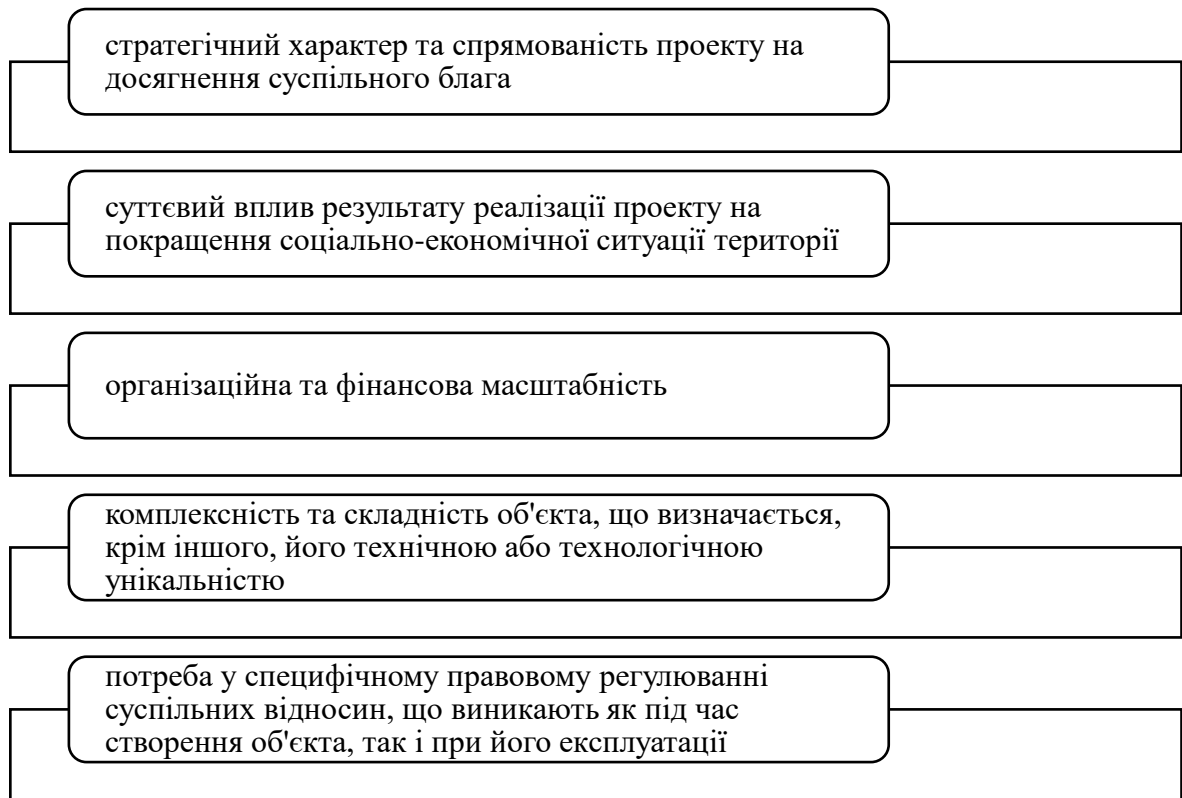 стратегічний характер та спрямованість проекту на
досягнення суспільного блага
суттєвий вплив результату реалізації проекту на
покращення соціально-економічної ситуації території
організаційна та фінансова масштабність
комплексність та складність об'єкта, що визначається,
крім іншого, його технічною або технологічною
унікальністю
потреба у специфічному правовому регулюванні
суспільних відносин, що виникають як під час
створення об'єкта, так і при його експлуатації